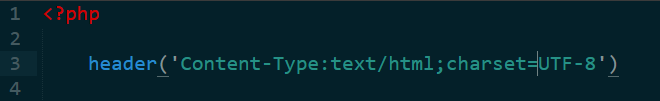 1 <?php
2
3 header('Content-Type:text/html;charset=UTF-8')
4